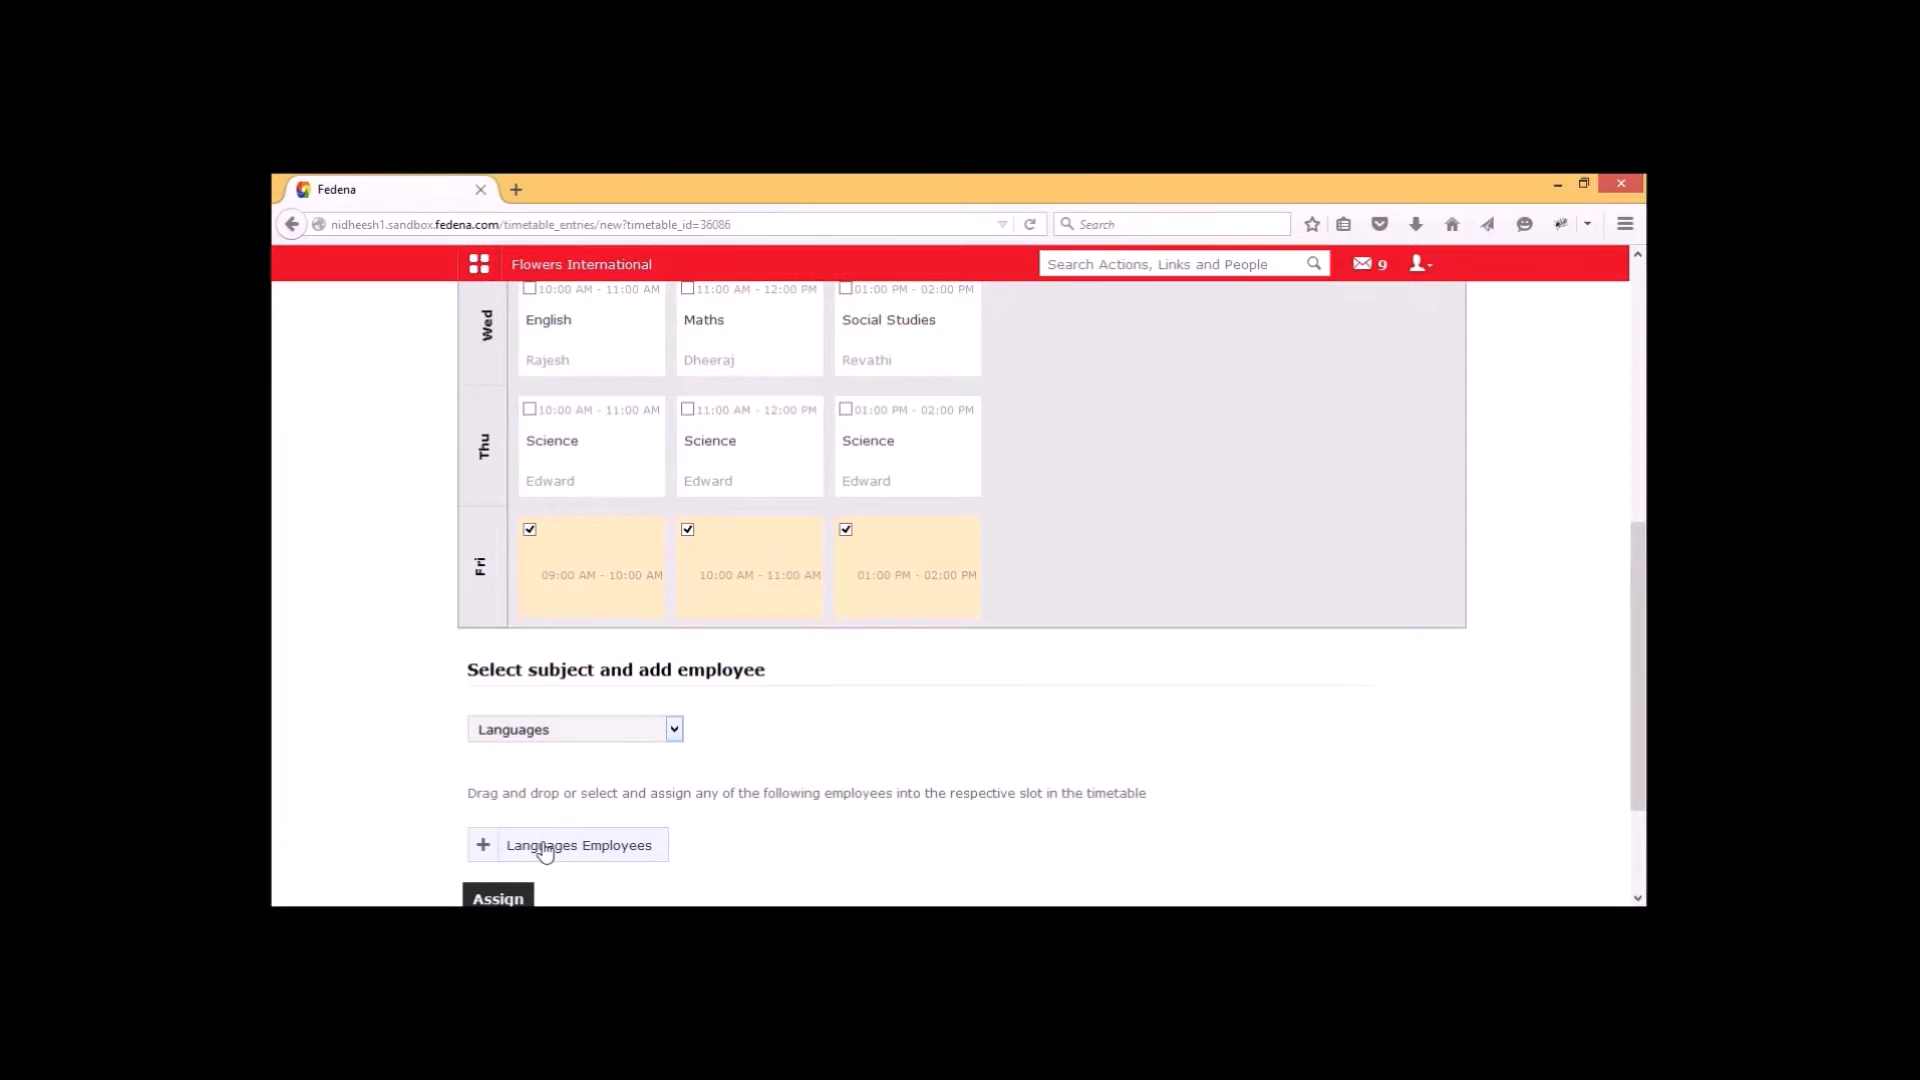 Fedena
nidheesh1.sandbox.fedena.com/timetable_entries/new?timetable_id=36086
Search
Flowers International
Search Actions, Links and People
9
Wed
10:00 AM - 11:00 AM
11:00 AM - 12:00 PM
01:00 PM - 02:00 PM
English
Maths
Social Studies
Rajesh
Dheeraj
Revathi
Thu
10:00 AM - 11:00 AM
11:00 AM - 12:00 PM
01:00 PM - 02:00 PM
Science
Science
Science
Edward
Edward
Edward
Fri
09:00 AM - 10:00 AM
10:00 AM - 11:00 AM
01:00 PM - 02:00 PM
Select subject and add employee
Languages
Drag and drop or select and assign any of the following employees into the respective slot in the timetable
+ Languages Employees
Assign